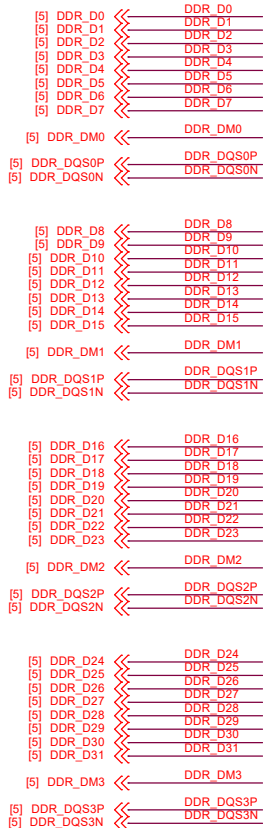 [5] DDR_D0 DDR_D0
[5] DDR_D1 DDR_D1
[5] DDR_D2 DDR_D2
[5] DDR_D3 DDR_D3
[5] DDR_D4 DDR_D4
[5] DDR_D5 DDR_D5
[5] DDR_D6 DDR_D6
[5] DDR_D7 DDR_D7
[5] DDR_DM0 DDR_DM0
[5] DDR_DQS0P DDR_DQS0P
[5] DDR_DQS0N DDR_DQS0N
[5] DDR_D8 DDR_D8
[5] DDR_D9 DDR_D9
[5] DDR_D10 DDR_D10
[5] DDR_D11 DDR_D11
[5] DDR_D12 DDR_D12
[5] DDR_D13 DDR_D13
[5] DDR_D14 DDR_D14
[5] DDR_D15 DDR_D15
[5] DDR_DM1 DDR_DM1
[5] DDR_DQS1P DDR_DQS1P
[5] DDR_DQS1N DDR_DQS1N
[5] DDR_D16 DDR_D16
[5] DDR_D17 DDR_D17
[5] DDR_D18 DDR_D18
[5] DDR_D19 DDR_D19
[5] DDR_D20 DDR_D20
[5] DDR_D21 DDR_D21
[5] DDR_D22 DDR_D22
[5] DDR_D23 DDR_D23
[5] DDR_DM2 DDR_DM2
[5] DDR_DQS2P DDR_DQS2P
[5] DDR_DQS2N DDR_DQS2N
[5] DDR_D24 DDR_D24
[5] DDR_D25 DDR_D25
[5] DDR_D26 DDR_D26
[5] DDR_D27 DDR_D27
[5] DDR_D28 DDR_D28
[5] DDR_D29 DDR_D29
[5] DDR_D30 DDR_D30
[5] DDR_D31 DDR_D31
[5] DDR_DM3 DDR_DM3
[5] DDR_DQS3P DDR_DQS3P
[5] DDR_DQS3N DDR_DQS3N